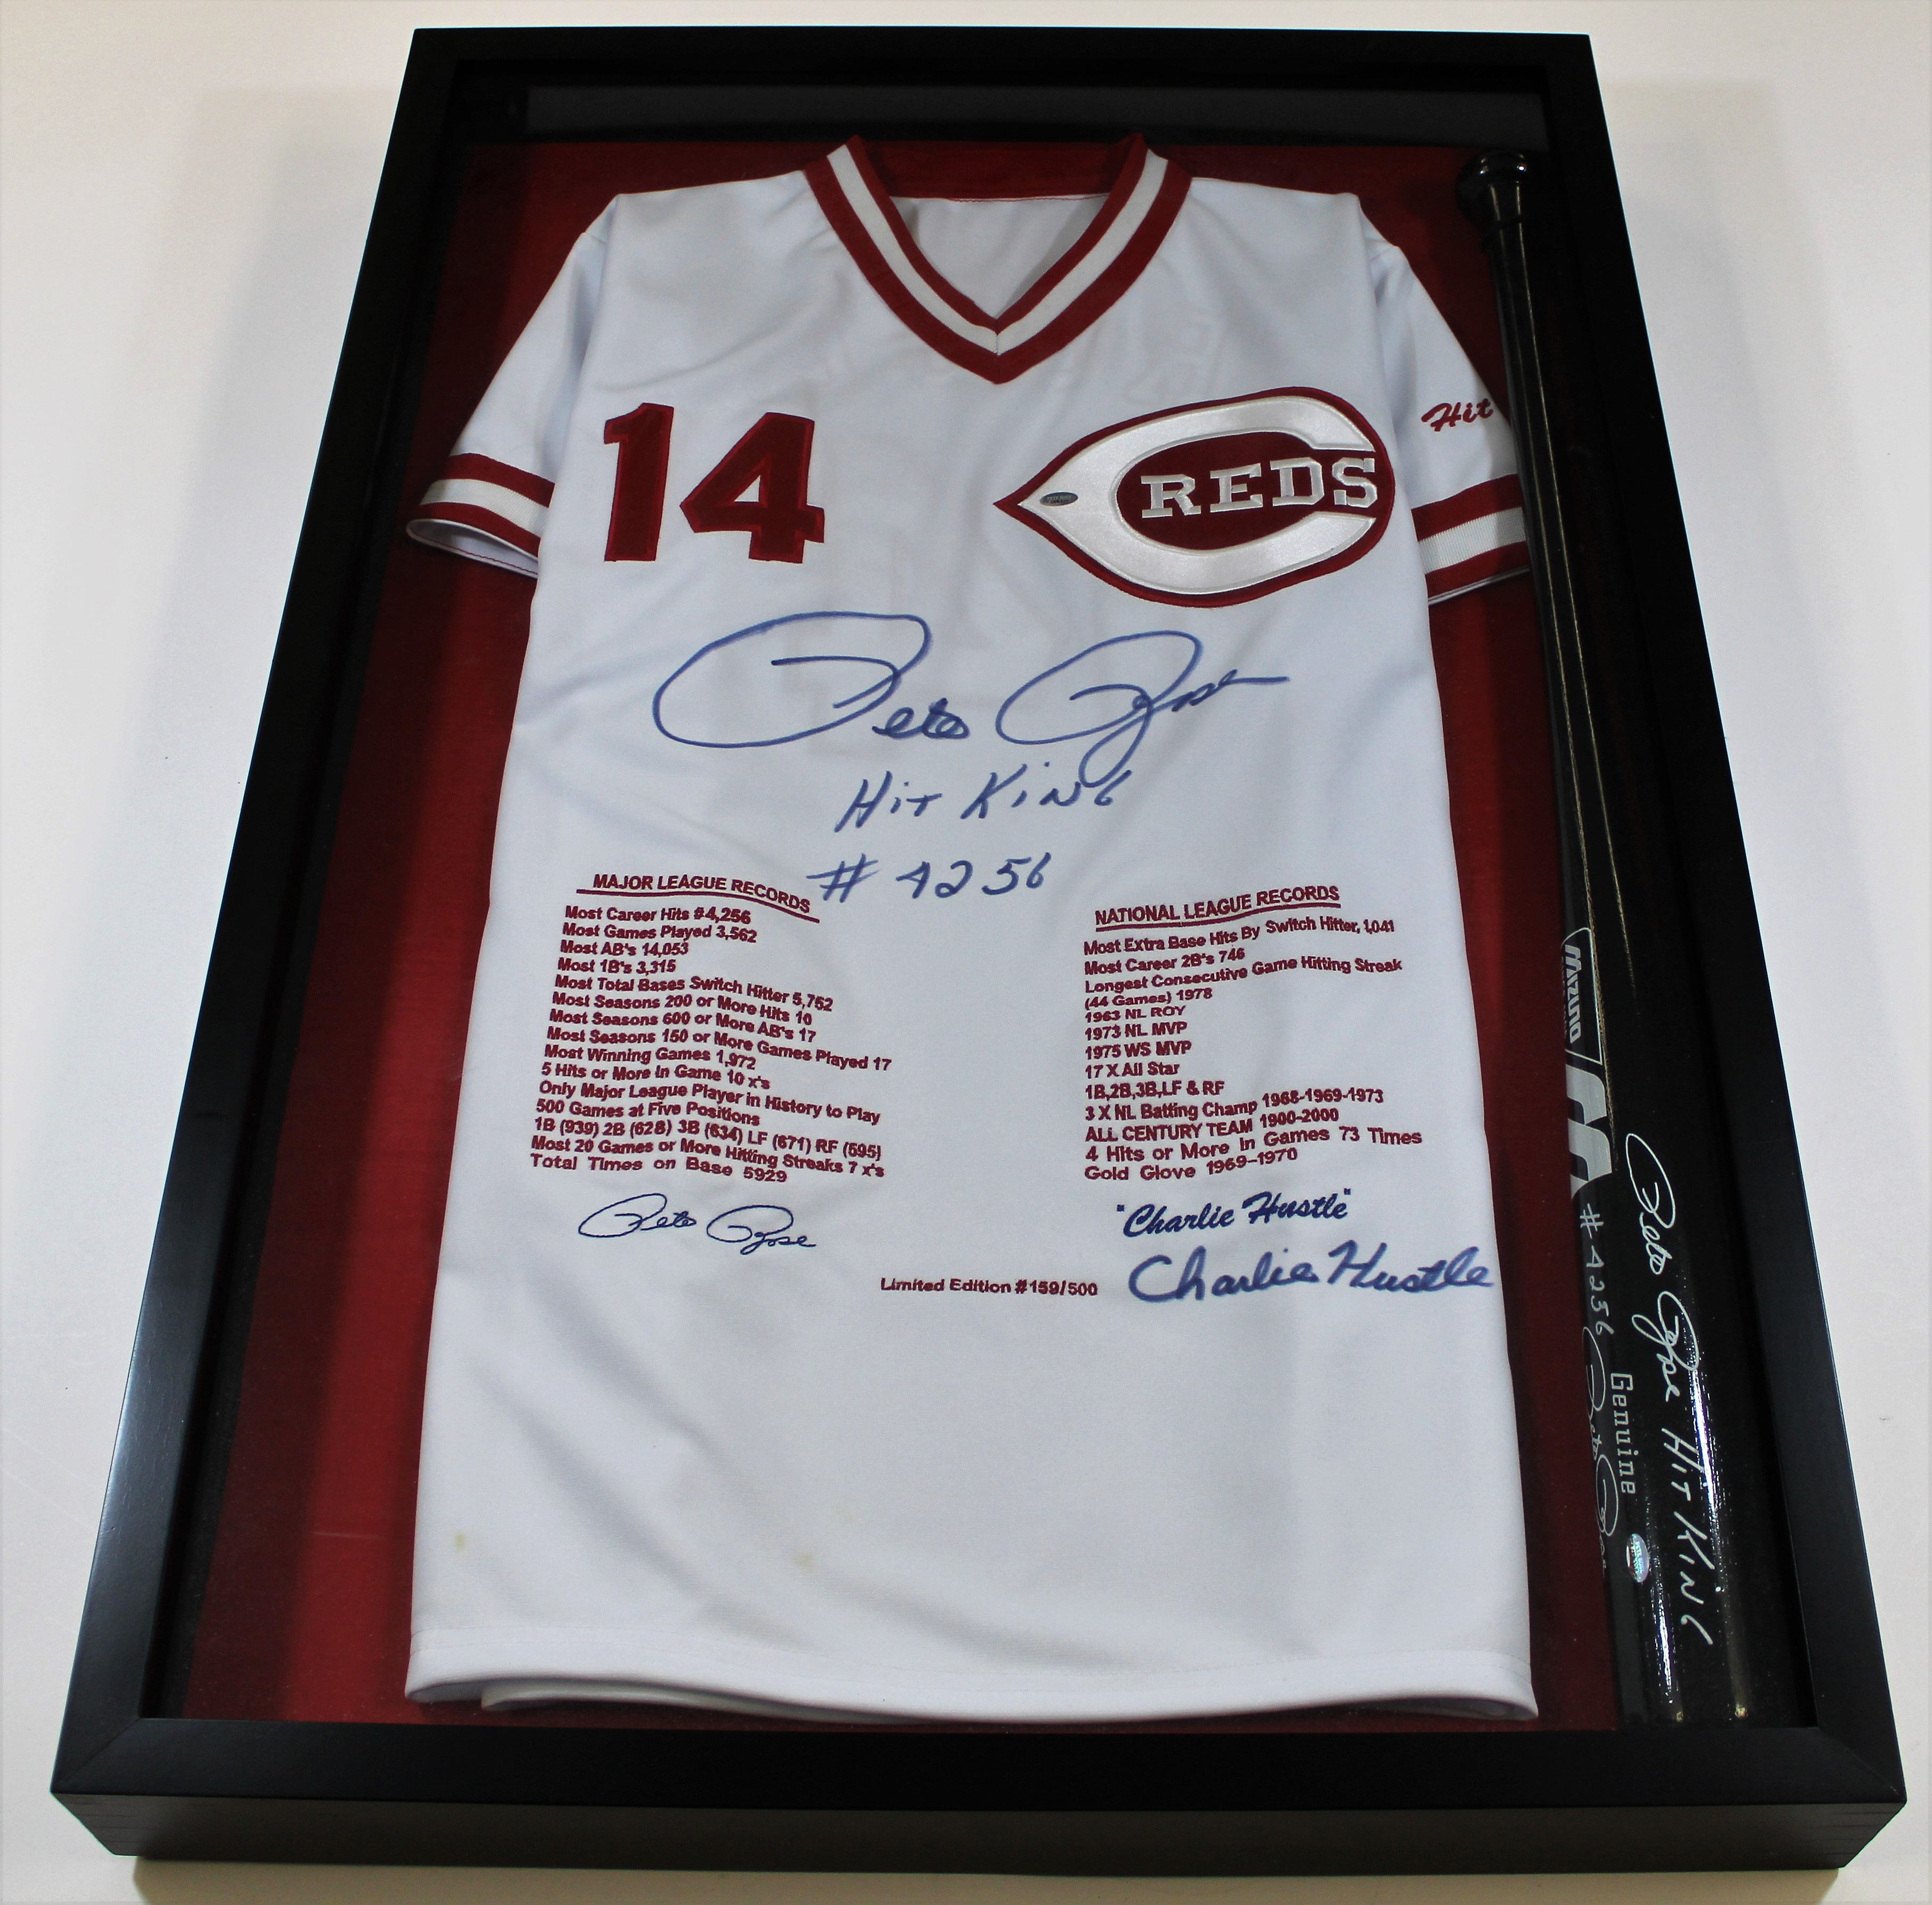 14
REDS
Hit
Pete Rose
Hit King
# 4256
MAJOR LEAGUE RECORDS
Most Career Hits #4,256
Most Games Played 3,562
Most AB's 14,053
Most 1B's 3,315
Most Total Bases Switch Hitter 5,752
Most Seasons 200 or More Hits 10
Most Seasons 600 or More AB's 17
Most Seasons 150 or More Games Played 17
Most Winning Games 1,972
5 Hits or More In Game 10 x's
Only Major League Player in History to Play
500 Games at Five Positions
1B (939) 2B (628) 3B (634) LF (671) RF (595)
Most 20 Games or More Hitting Streaks 7 x's
Total Times on Base 5929
Pete Rose
NATIONAL LEAGUE RECORDS
Most Extra Base Hits By Switch Hitter, 1,041
Most Career 2B's 746
Longest Consecutive Game Hitting Streak
(44 Games) 1978
1963 NL ROY
1973 NL MVP
1975 WS MVP
17 X All Star
1B,2B,3B,LF & RF
3 X NL Batting Champ 1968-1969-1973
ALL CENTURY TEAM 1900-2000
4 Hits or More In Games 73 Times
Gold Glove 1969-1970
"Charlie Hustle"
Charlie Hustle
Limited Edition #159/500
Mizuno
# 4256
Genuine
Pete Rose Hit King